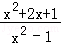 x²+2x+1
x² − 1